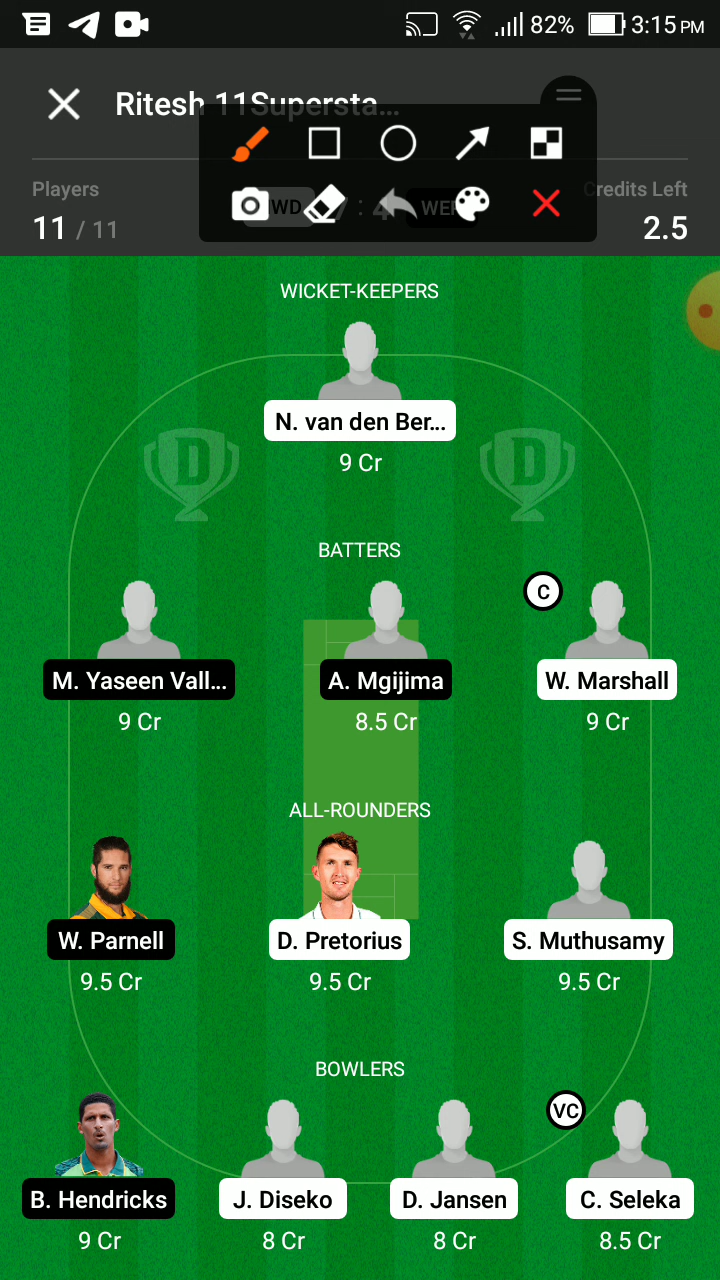 82% 3:15 PM
Ritesh 11Supersta...
Players
Credits Left
11 / 11
2.5
WICKET-KEEPERS
N. van den Ber...
9 Cr
BATTERS
C
M. Yaseen Vall...
A. Mgijima
W. Marshall
9 Cr
8.5 Cr
9 Cr
ALL-ROUNDERS
W. Parnell
D. Pretorius
S. Muthusamy
9.5 Cr
9.5 Cr
9.5 Cr
BOWLERS
VC
B. Hendricks
J. Diseko
D. Jansen
C. Seleka
9 Cr
8 Cr
8 Cr
8.5 Cr